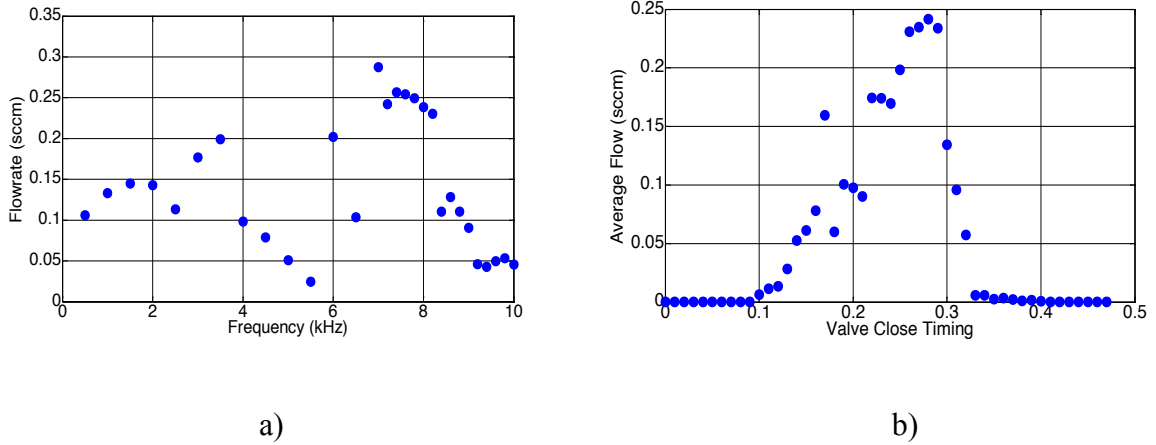 0.35
0.3
0.25
0.2
0.15
0.1
0.05
0
Flowrate (sccm)
0 2 4 6 8 10
Frequency (kHz)
a)
0.25
0.2
0.15
0.1
0.05
0
Average Flow (sccm)
0 0.1 0.2 0.3 0.4 0.5
Valve Close Timing
b)